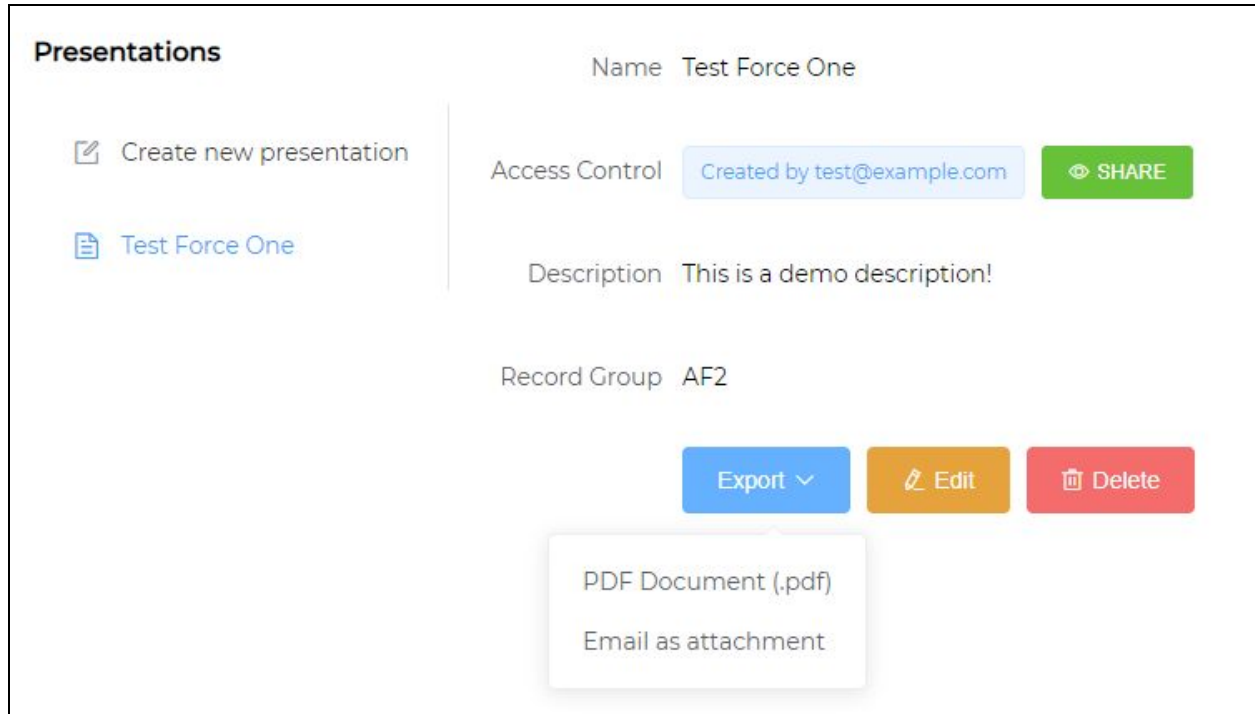 Presentations
Create new presentation
Test Force One
Name Test Force One
Access Control Created by test@example.com SHARE
Description This is a demo description!
Record Group AF2
Export Edit Delete
PDF Document (.pdf)
Email as attachment